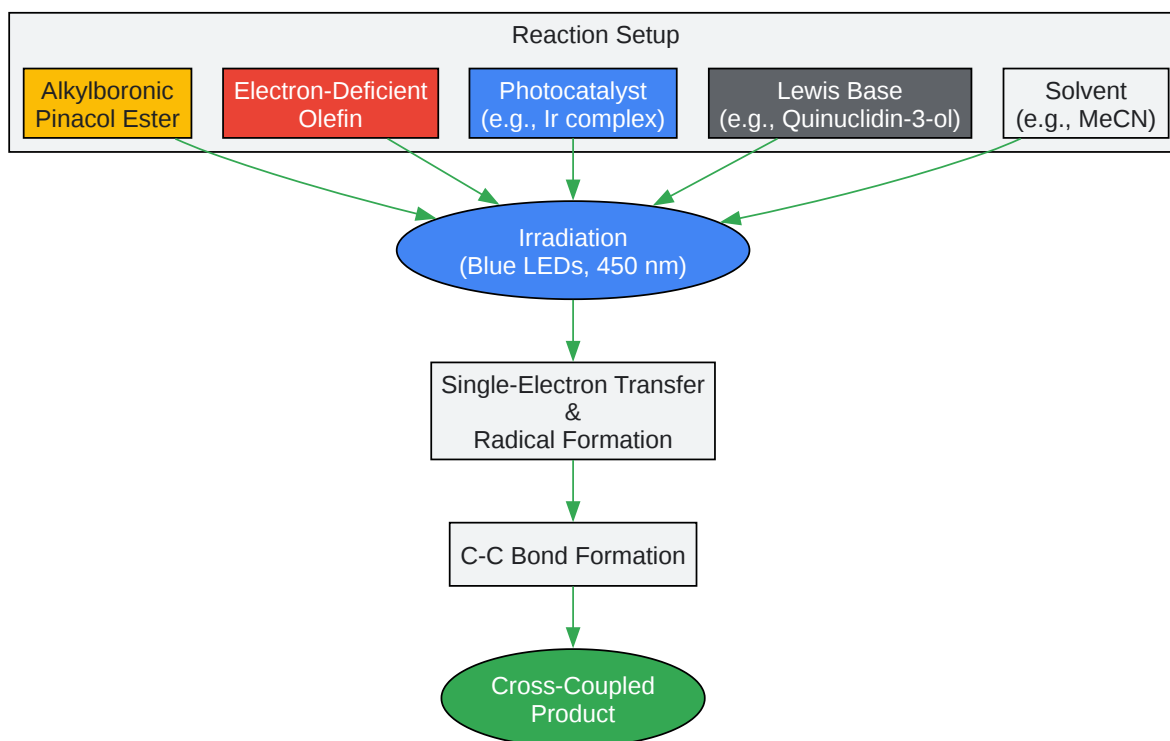 Reaction Setup
Alkylboronic
Pinacol Ester
Electron-Deficient
Olefin
Photocatalyst
(e.g., Ir complex)
Lewis Base
(e.g., Quinuclidin-3-ol)
Solvent
(e.g., MeCN)
Irradiation
(Blue LEDs, 450 nm)
Single-Electron Transfer
&
Radical Formation
C-C Bond Formation
Cross-Coupled
Product